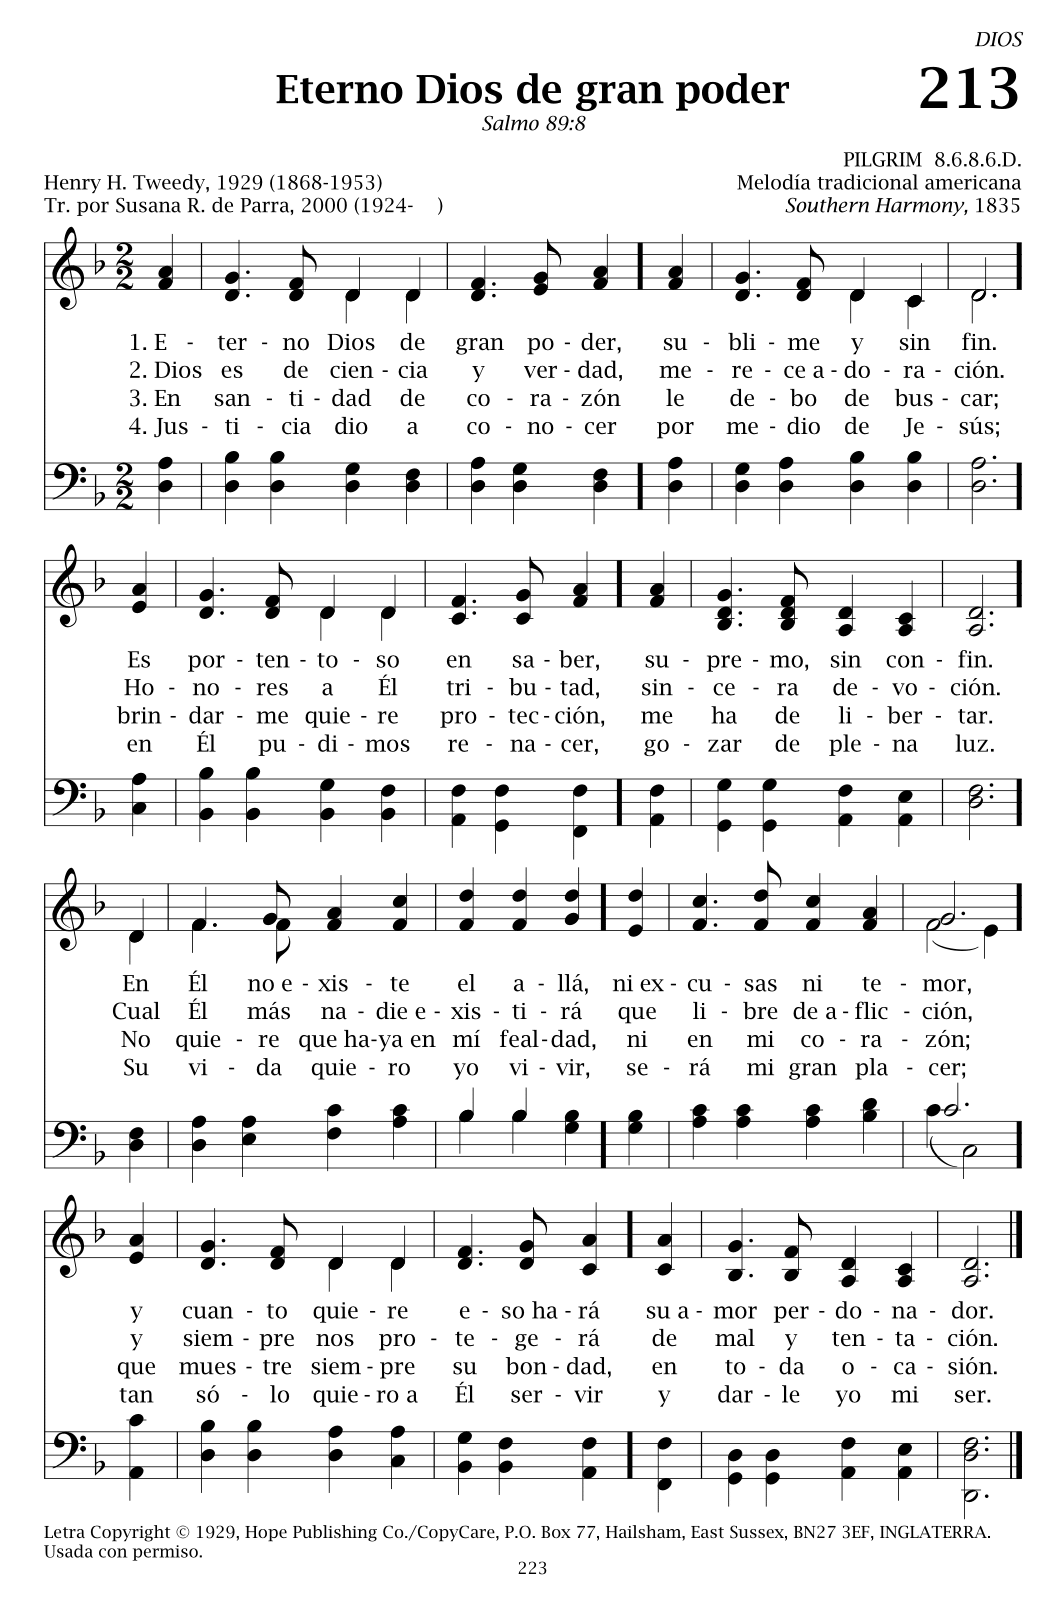 DIOS
Eterno Dios de gran poder 213
Salmo 89:8
PILGRIM 8.6.8.6.D.
Henry H. Tweedy, 1929 (1868-1953) Melodía tradicional americana
Tr. por Susana R. de Parra, 2000 (1924- ) Southern Harmony, 1835
1. E - ter - no Dios de gran po - der, su - bli - me y sin fin.
2. Dios es de cien - cia y ver - dad, me - re - ce a - do - ra - ción.
3. En san - ti - dad de co - ra - zón le de - bo de bus - car;
4. Jus - ti - cia dio a co - no - cer por me - dio de Je - sús;
Es por - ten - to - so en sa - ber, su - pre - mo, sin con - fin.
Ho - no - res a Él tri - bu - tad, sin - ce - ra de - vo - ción.
brin - dar - me quie - re pro - tec - ción, me ha de li - ber - tar.
en Él pu - di - mos re - na - cer, go - zar de ple - na luz.
En Él no e - xis - te el a - llá, ni ex - cu - sas ni te - mor,
Cual Él más na - die e - xis - ti - rá que li - bre de a - flic - ción,
No quie - re que ha - ya en mí feal - dad, ni en mi co - ra - zón;
Su vi - da quie - ro yo vi - vir, se - rá mi gran pla - cer;
y cuan - to quie - re e - so ha - rá su a - mor per - do - na - dor.
y siem - pre nos pro - te - ge - rá de mal y ten - ta - ción.
que mues - tre siem - pre su bon - dad, en to - da o - ca - sión.
tan só - lo quie - ro a Él ser - vir y dar - le yo mi ser.
Letra Copyright © 1929, Hope Publishing Co./CopyCare, P.O. Box 77, Hailsham, East Sussex, BN27 3EF, INGLATERRA.
Usada con permiso.
223